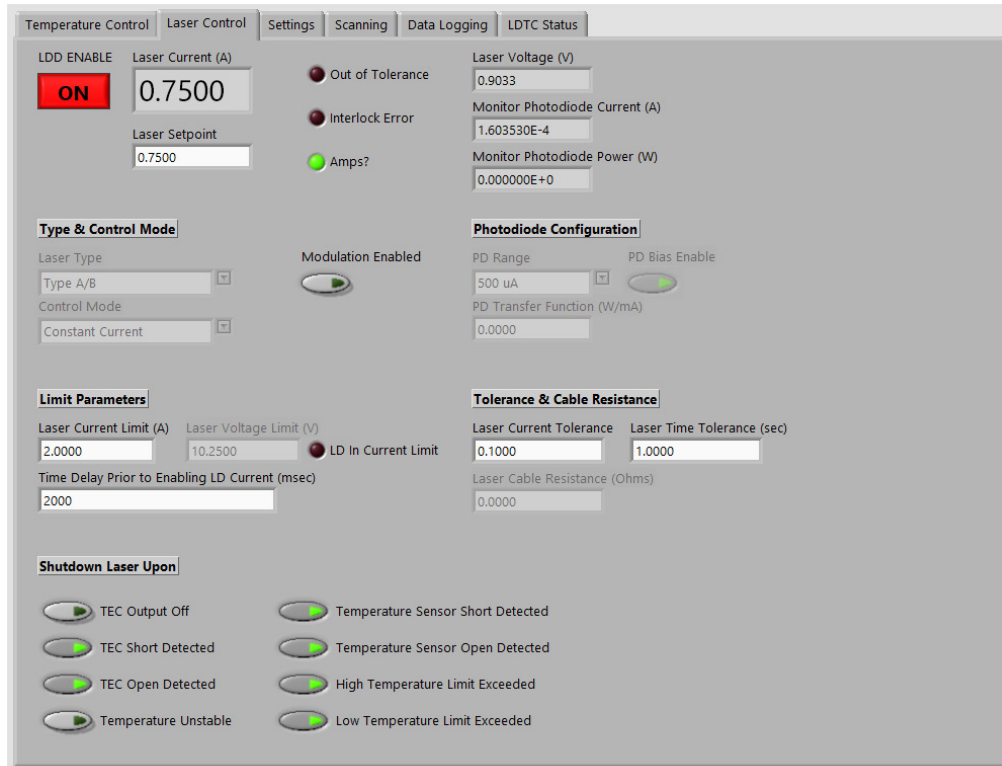 Temperature Control Laser Control Settings Scanning Data Logging LDTC Status
LDD ENABLE Laser Current (A) Laser Voltage (V)
ON 0.7500 Out of Tolerance 0.9033
Monitor Photodiode Current (A)
Interlock Error 1.603530E-4
Laser Setpoint
0.7500 Amps? Monitor Photodiode Power (W)
0.000000E+0
Type & Control Mode Photodiode Configuration
Laser Type Modulation Enabled PD Range PD Bias Enable
Type A/B 500 uA
Control Mode PD Transfer Function (W/mA)
Constant Current 0.0000
Limit Parameters Tolerance & Cable Resistance
Laser Current Limit (A) Laser Voltage Limit (V) Laser Current Tolerance Laser Time Tolerance (sec)
2.0000 10.2500 LD In Current Limit 0.1000 1.0000
Time Delay Prior to Enabling LD Current (msec) Laser Cable Resistance (Ohms)
2000 0.0000
Shutdown Laser Upon
TEC Output Off Temperature Sensor Short Detected
TEC Short Detected Temperature Sensor Open Detected
TEC Open Detected High Temperature Limit Exceeded
Temperature Unstable Low Temperature Limit Exceeded